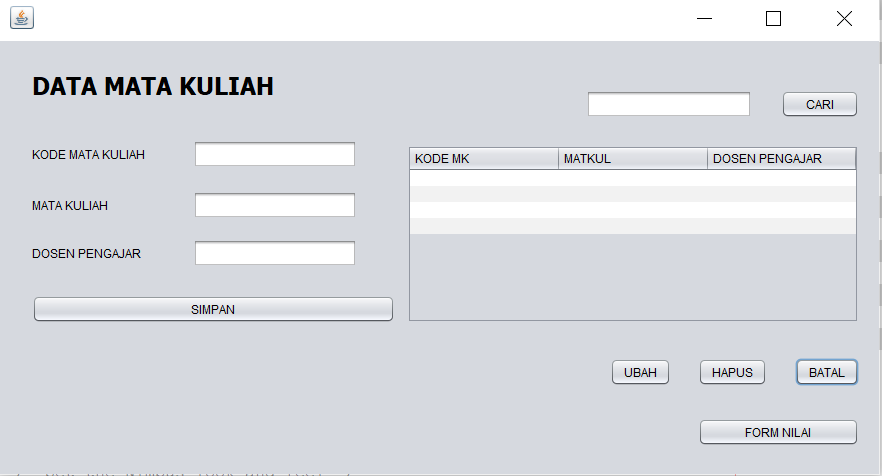 DATA MATA KULIAH
CARI
KODE MATA KULIAH
MATA KULIAH
DOSEN PENGAJAR
SIMPAN
KODE MK MATKUL DOSEN PENGAJAR
UBAH HAPUS BATAL
FORM NILAI